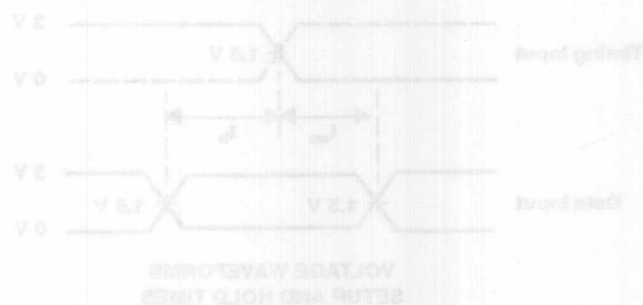 Timing Input
3 V
1.5 V
0 V
th
tsu
Data Input
3 V
1.5 V
1.5 V
0 V
VOLTAGE WAVEFORMS
SETUP AND HOLD TIMES